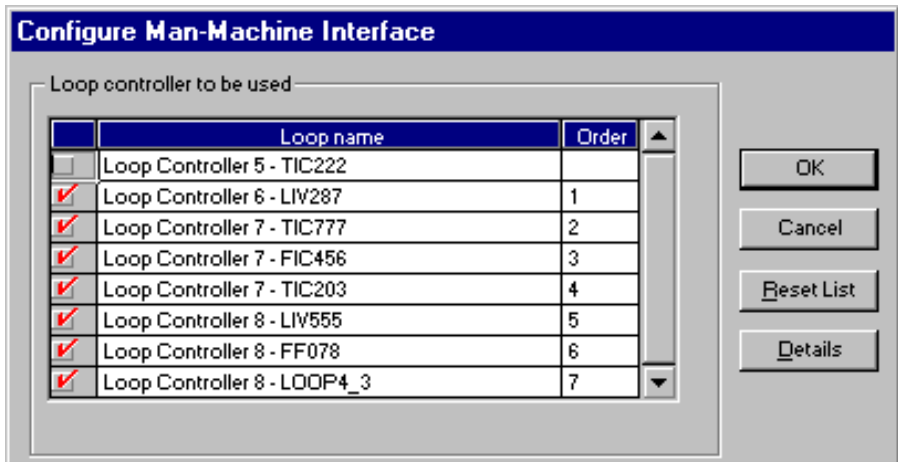 Configure Man-Machine Interface
Loop controller to be used
Loop name Order
Loop Controller 5 - TIC222
Loop Controller 6 - LIV287 1
Loop Controller 7 - TIC777 2
Loop Controller 7 - FIC456 3
Loop Controller 7 - TIC203 4
Loop Controller 8 - LIV555 5
Loop Controller 8 - FF078 6
Loop Controller 8 - LOOP4_3 7
OK
Cancel
Reset List
Details